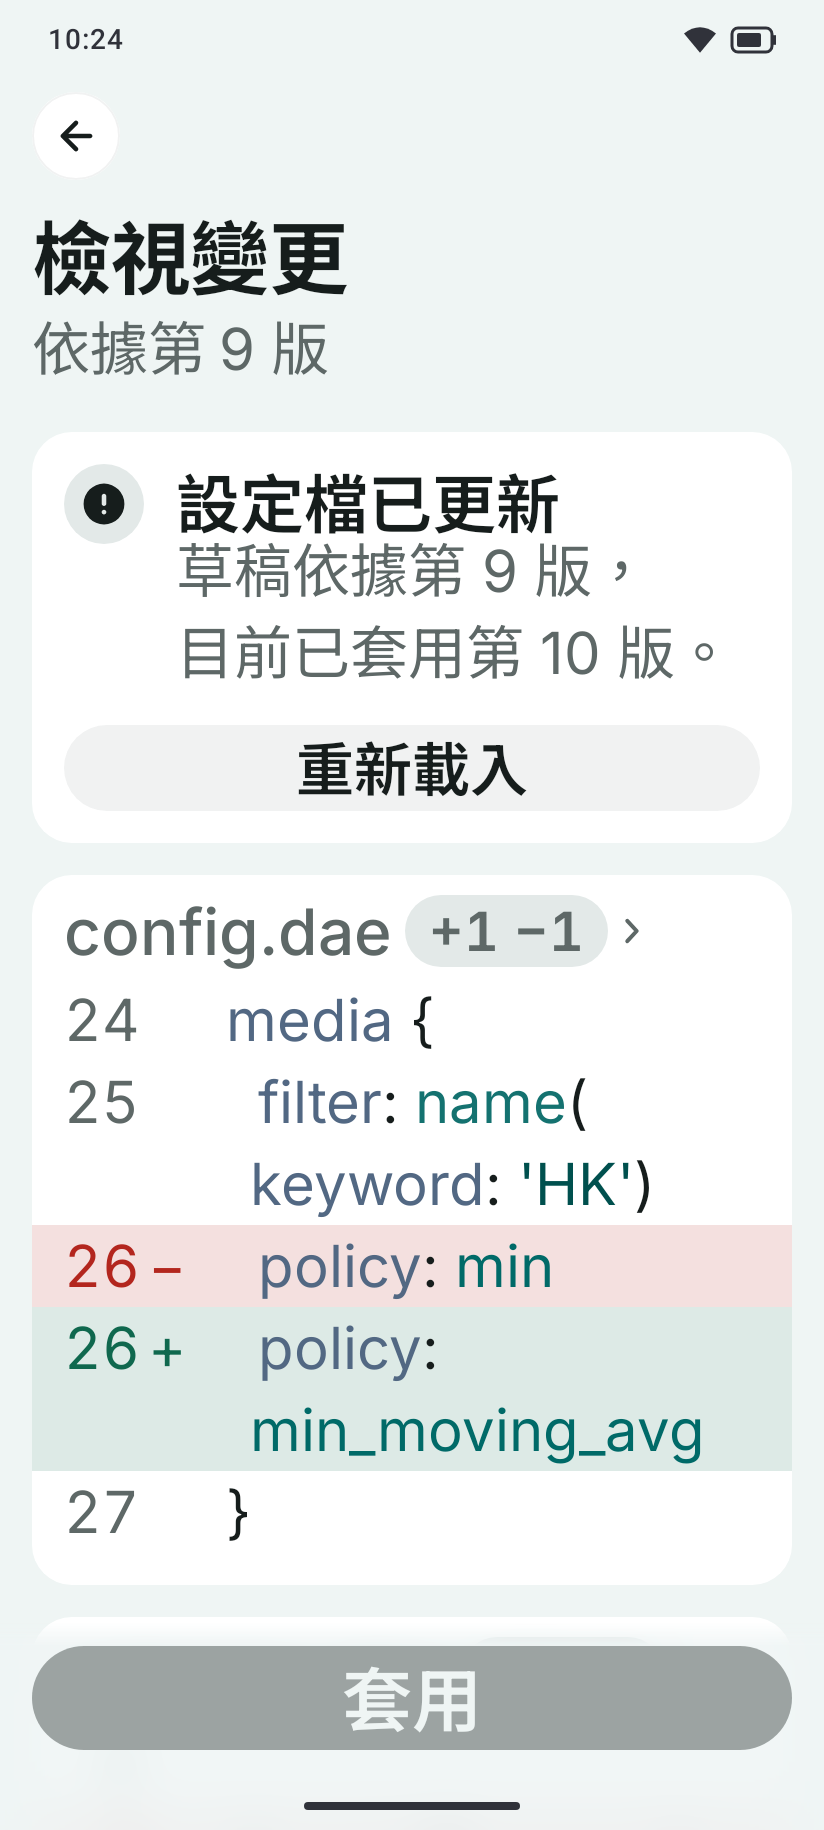 10:24
檢視變更
依據第 9 版
設定檔已更新
草稿依據第 9 版，
目前已套用第 10 版。
重新載入
config.dae +1 −1
24 media {
25 filter: name(
keyword: 'HK')
26 − policy: min
26 + policy:
min_moving_avg
27 }
套用